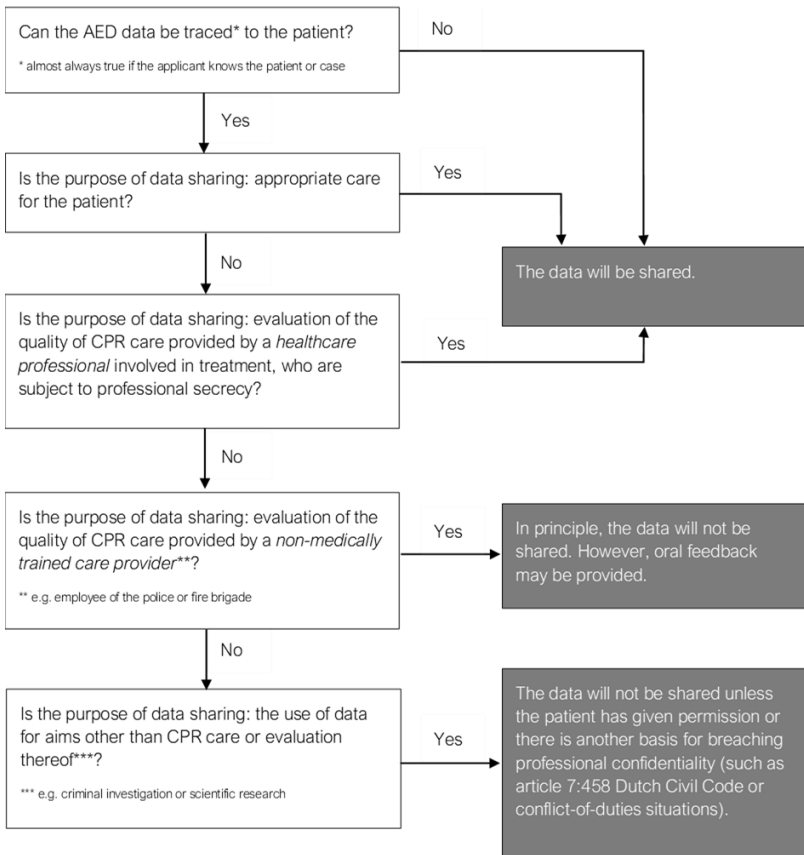 Can the AED data be traced* to the patient?
* almost always true if the applicant knows the patient or case
No
Yes
Is the purpose of data sharing: appropriate care
for the patient?
Yes
No
The data will be shared.
Is the purpose of data sharing: evaluation of the
quality of CPR care provided by a healthcare
professional involved in treatment, who are
subject to professional secrecy?
Yes
No
Is the purpose of data sharing: evaluation of the
quality of CPR care provided by a non-medically
trained care provider**?
** e.g. employee of the police or fire brigade
Yes
In principle, the data will not be
shared. However, oral feedback
may be provided.
No
Is the purpose of data sharing: the use of data
for aims other than CPR care or evaluation
thereof***?
*** e.g. criminal investigation or scientific research
Yes
The data will not be shared unless
the patient has given permission or
there is another basis for breaching
professional confidentiality (such as
article 7:458 Dutch Civil Code or
conflict-of-duties situations).